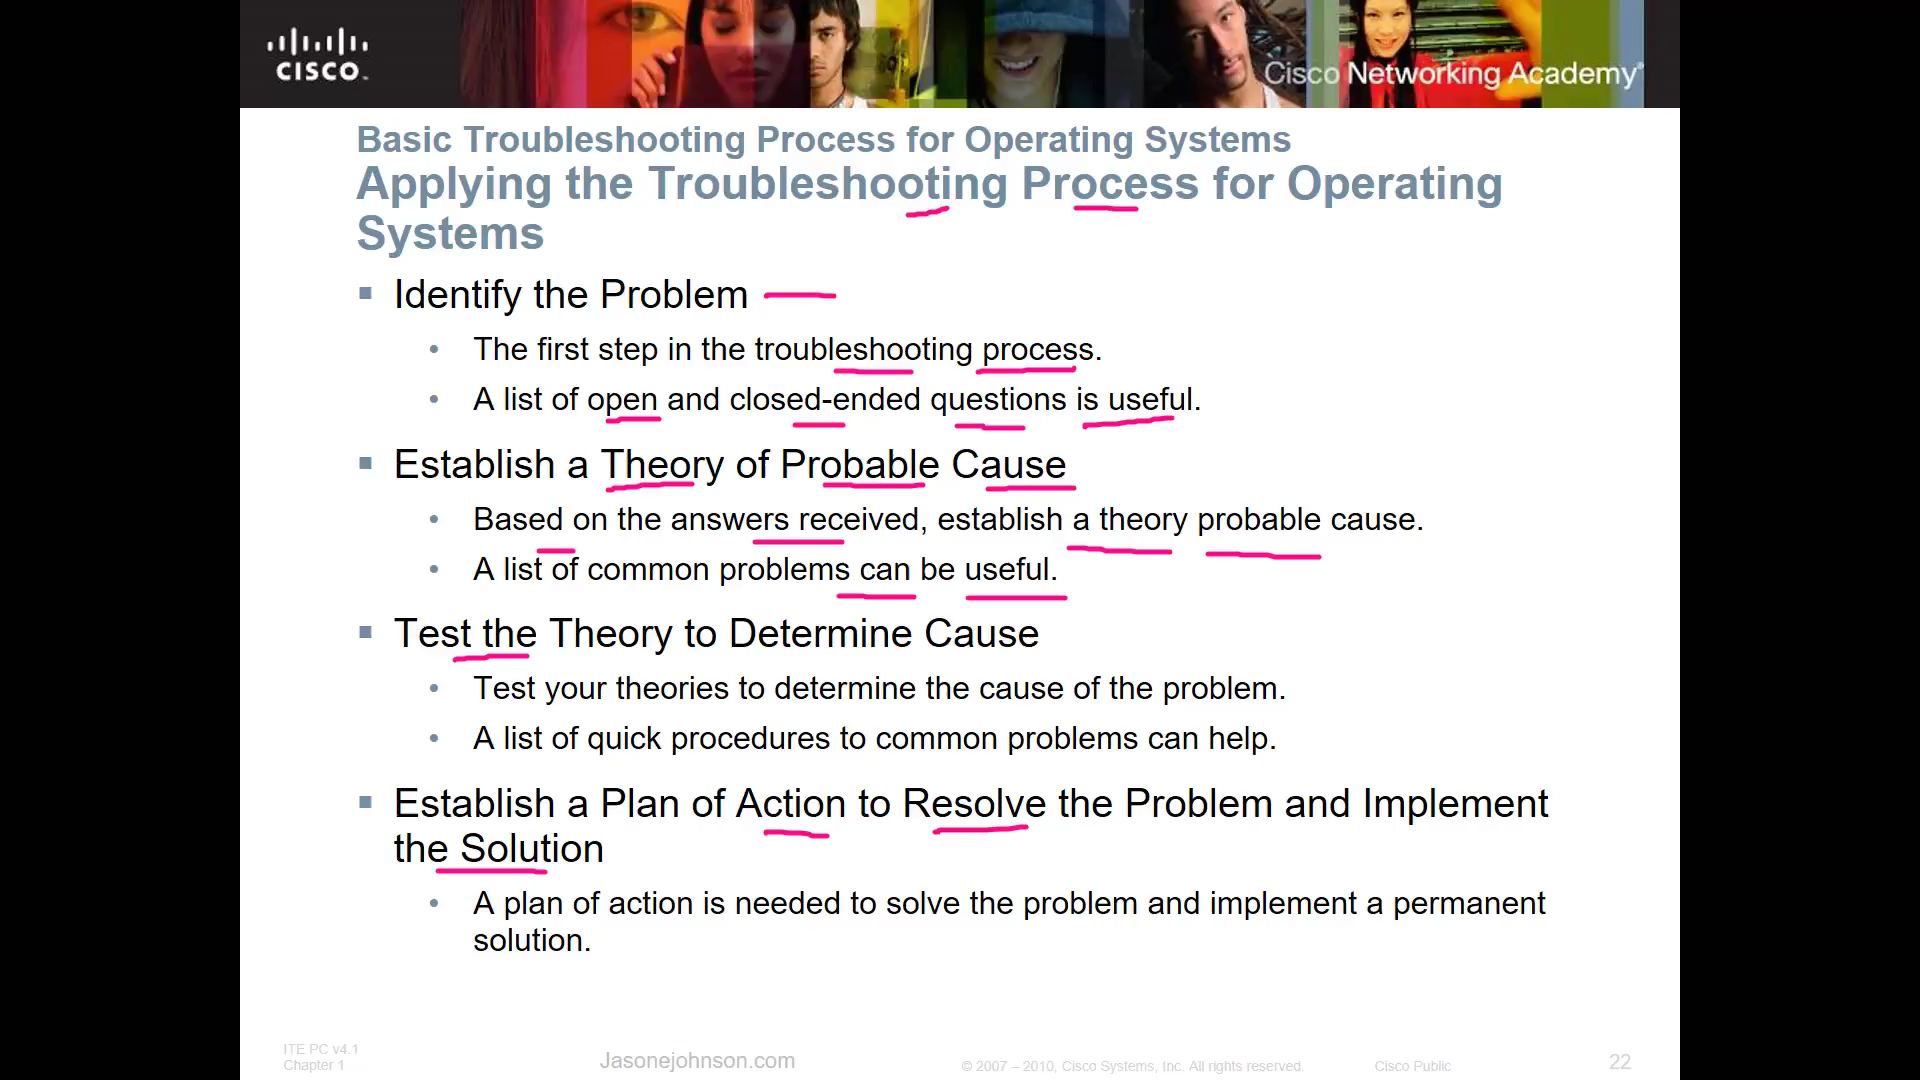 CISCO
Cisco Networking Academy
Basic Troubleshooting Process for Operating Systems
Applying the Troubleshooting Process for Operating
Systems
Identify the Problem
The first step in the troubleshooting process.
A list of open and closed-ended questions is useful.
Establish a Theory of Probable Cause
Based on the answers received, establish a theory probable cause.
A list of common problems can be useful.
Test the Theory to Determine Cause
Test your theories to determine the cause of the problem.
A list of quick procedures to common problems can help.
Establish a Plan of Action to Resolve the Problem and Implement
the Solution
A plan of action is needed to solve the problem and implement a permanent
solution.
ITE PC v4.1
Chapter 1
Jasonejohnson.com
© 2007 – 2010, Cisco Systems, Inc. All rights reserved.
Cisco Public
22